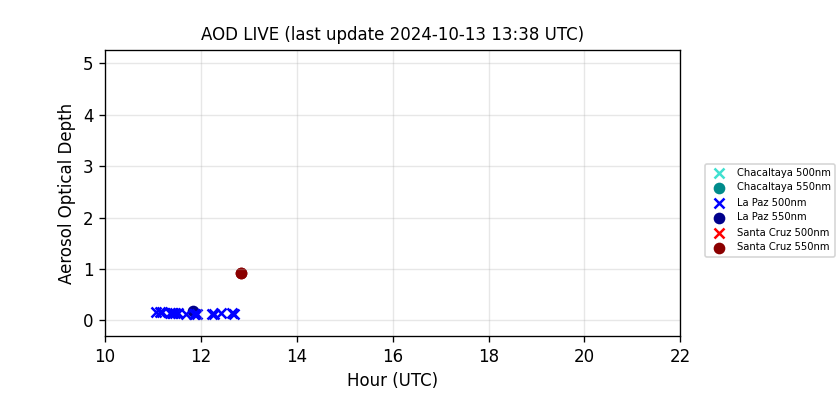 AOD LIVE (last update 2024-10-13 13:38 UTC)
Aerosol Optical Depth
5
4
3
2
1
0
10 12 14 16 18 20 22
Hour (UTC)
Chacaltaya 500nm
Chacaltaya 550nm
La Paz 500nm
La Paz 550nm
Santa Cruz 500nm
Santa Cruz 550nm